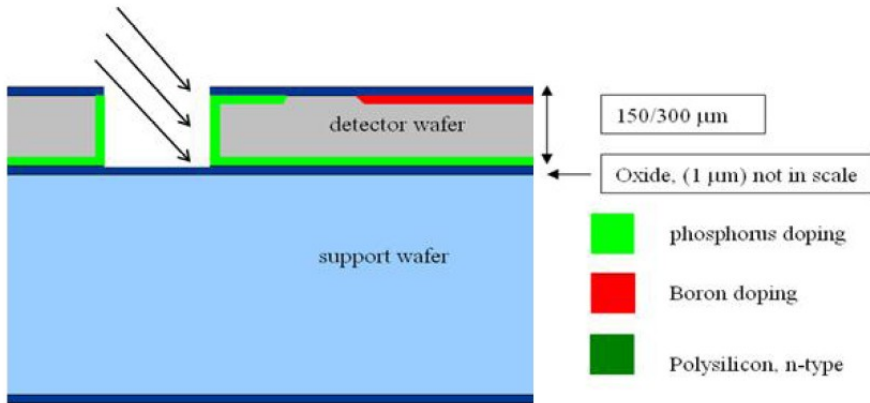 detector wafer
150/300 μm
Oxide, (1 μm) not in scale
support wafer
phosphorus doping
Boron doping
Polysilicon, n-type